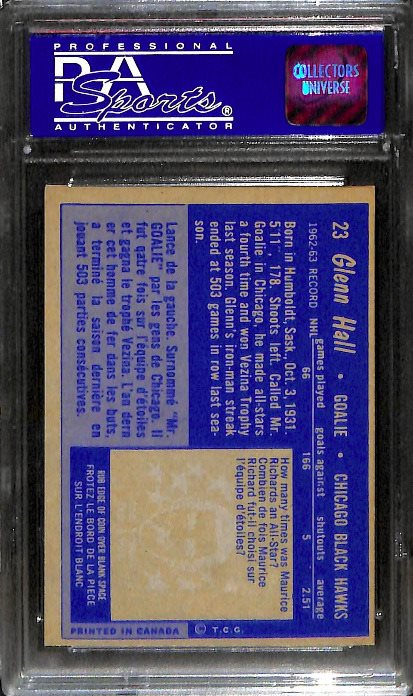 PROFESSIONAL
PSA
Sports®
AUTHENTICATOR
COLLECTORS
UNIVERSE
23 Glenn Hall • GOALIE • CHICAGO BLACK HAWKS
1962-63 RECORD NHL games played goals against shutouts average
66 166 5 2.51
Born in Humboldt, Sask., Oct. 3, 1931
5'11", 178. Shoots left. Called Mr.
Goalie in Chicago, he made all-stars
a fourth time and won Vezina Trophy
last season. Glenn's iron-man streak
ended at 503 games in row last sea-
son.
Lance de la gauche. Surnommé "Mr.
GOALIE" par les gens de Chicago. Il
fut qatre fois sur l'équipe d'étoiles
et gagna le trophé Vezina. L'an dern
er cet homme de fer dans les buts,
a terminé la saison dernière en
jouant 503 parties consécutives.
How many times was Maurice
Richards an All-Star?
Combien de fois Maurice
Richard fut-il choisi sur
l'équipe d'étoiles?
RUB EDGE OF COIN OVER BLANK SPACE
FROTEZ LE BORD DE LA PIECE
SUR L'ENDROIT BLANC
PRINTED IN CANADA © T.C.G.